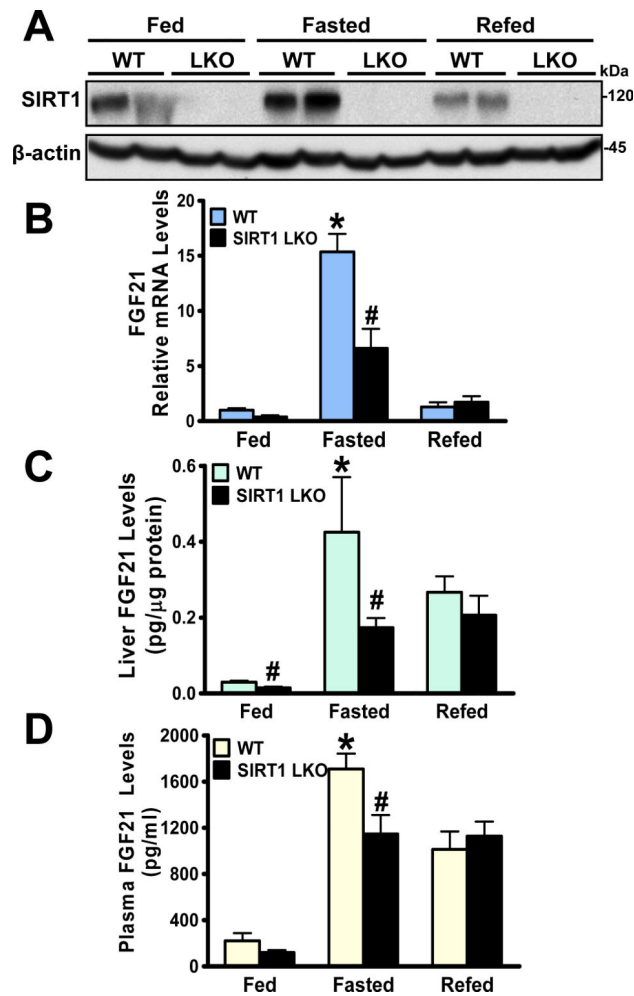 A
Fed Fasted Refed
WT LKO WT LKO WT LKO
kDa
SIRT1
-120
β-actin
-45
B
FGF21
Relative mRNA Levels
20
15
10
5
0
WT
SIRT1 LKO
*
#
Fed Fasted Refed
C
Liver FGF21 Levels
(pg/μg protein)
0.6
0.4
0.2
0.0
WT
SIRT1 LKO
#
*
#
Fed Fasted Refed
D
Plasma FGF21 Levels
(pg/ml)
2000
1600
1200
800
400
0
WT
SIRT1 LKO
*
#
Fed Fasted Refed